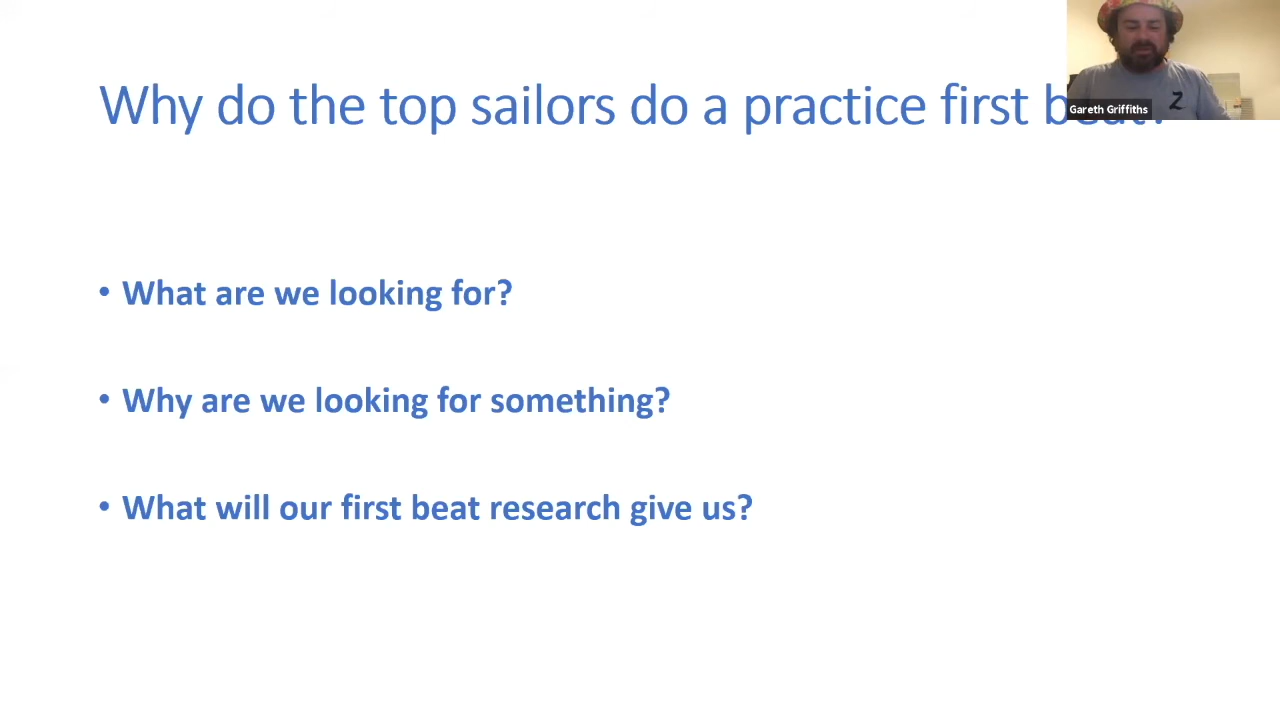 Why do the top sailors do a practice first beat?
Gareth Griffiths
Z
• What are we looking for?
• Why are we looking for something?
• What will our first beat research give us?